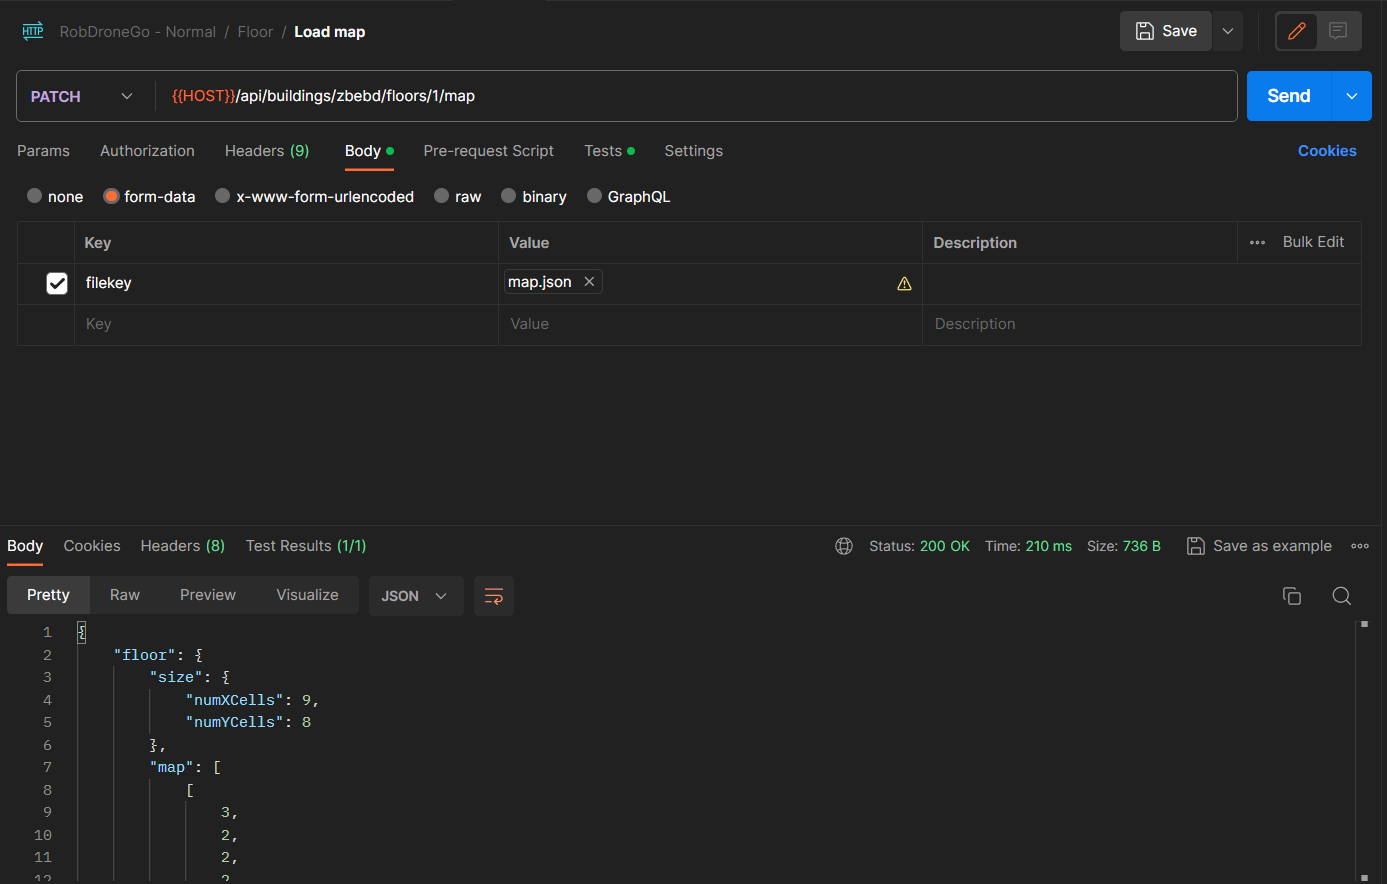 HTTP RobDroneGo - Normal / Floor / Load map Save
PATCH {{HOST}}/api/buildings/zbebd/floors/1/map Send
Params Authorization Headers (9) Body Pre-request Script Tests Settings Cookies
none form-data x-www-form-urlencoded raw binary GraphQL
Key Value Description Bulk Edit
filekey map.json
Key Value Description
Body Cookies Headers (8) Test Results (1/1) Status: 200 OK Time: 210 ms Size: 736 B Save as example
Pretty Raw Preview Visualize JSON
1 {
2 "floor": {
3 "size": {
4 "numXCells": 9,
5 "numYCells": 8
6 },
7 "map": [
8 [
9 3,
10 2,
11 2,
12 2